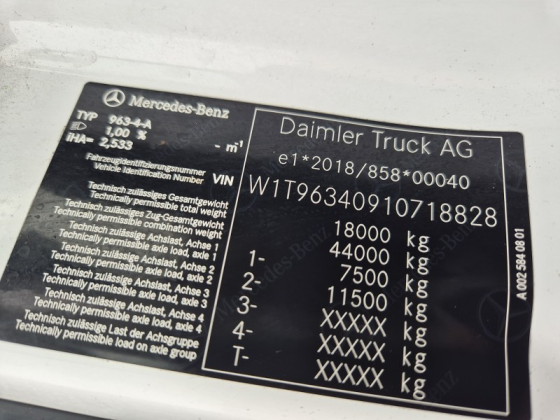 Mercedes-Benz
TYP 963-4-A
1,00 %
iHA= 2,533 - m⁻¹
Fahrzeugidentifizierungsnummer
Vehicle Identification Number VIN
Technisch zulässiges Gesamtgewicht
Technically permissible total weight
Technisch zulässiges Zug-Gesamtgewicht
Technically permissible combination weight
Technisch zulässige Achslast, Achse 1
Technically permissible axle load, axle 1
Technisch zulässige Achslast, Achse 2
Technically permissible axle load, axle 2
Technisch zulässige Achslast, Achse 3
Technically permissible axle load, axle 3
Technisch zulässige Achslast, Achse 4
Technically permissible axle load, axle 4
Technisch zulässige Last der Achsgruppe
Technically permissible load on axle group
Daimler Truck AG
e1*2018/858*00040
W1T96340910718828
18000 kg
44000 kg
1- 7500 kg
2- 11500 kg
3- XXXXX kg
4- XXXXX kg
T- XXXXX kg
A 002 584 08 01